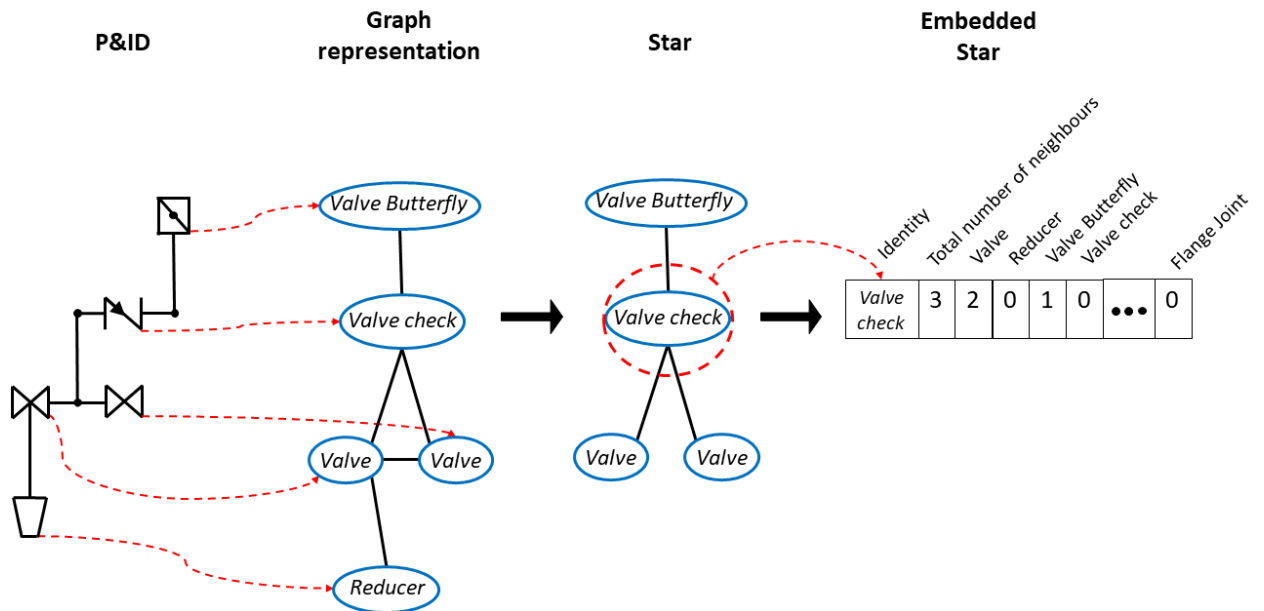 P&ID
Graph
representation
Star
Embedded
Star
Valve Butterfly
Valve check
Valve
Valve
Reducer
Valve Butterfly
Valve check
Valve
Valve
Identity
Total number of neighbours
Valve
Reducer
Valve Butterfly
Valve check
Flange Joint
Valve
check
3 2 0 1 0 ••• 0